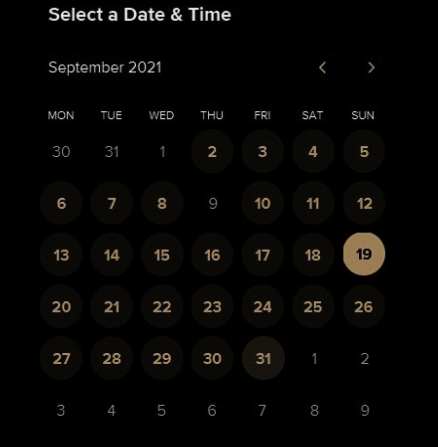 Select a Date & Time
September 2021
MON TUE WED THU FRI SAT SUN
30 31 1 2 3 4 5
6 7 8 9 10 11 12
13 14 15 16 17 18 19
20 21 22 23 24 25 26
27 28 29 30 31 1 2
3 4 5 6 7 8 9